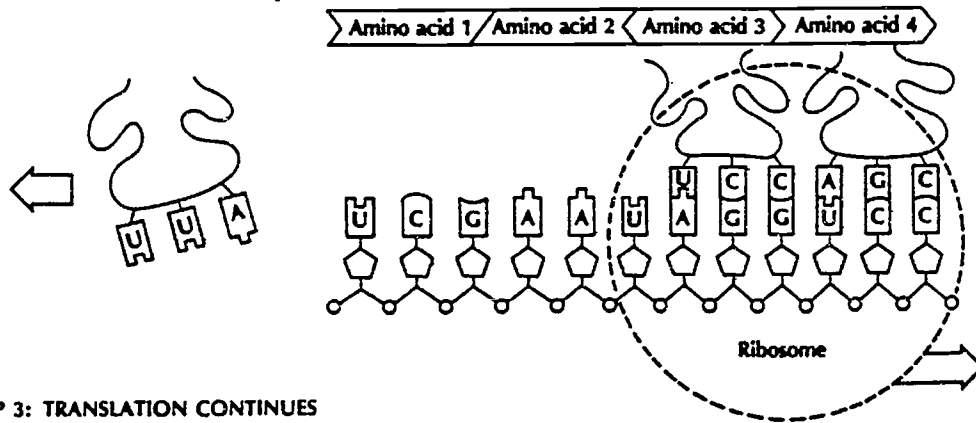 Amino acid 1 Amino acid 2 Amino acid 3 Amino acid 4
U C C A G C
U U A
U C G A A U A G G U C C
Ribosome
3: TRANSLATION CONTINUES